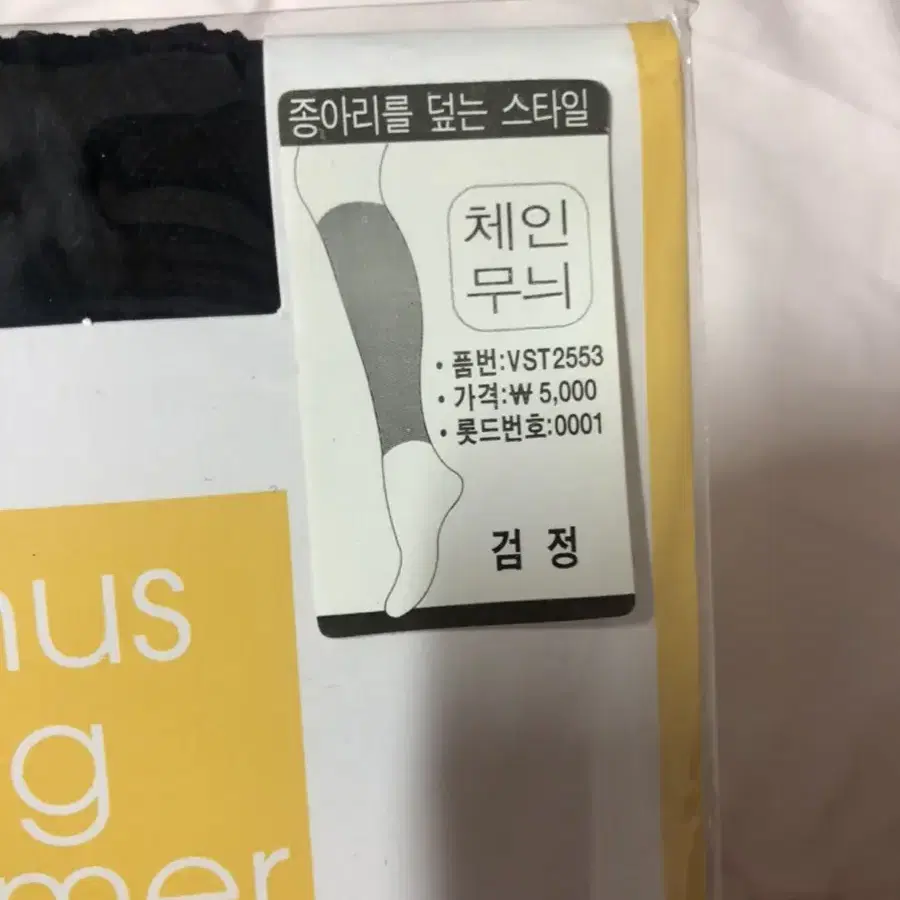 종아리를 덮는 스타일
체인
무늬
• 품번:VST2553
• 가격:₩ 5,000
• 롯드번호:0001
검 정
nus
g
mer